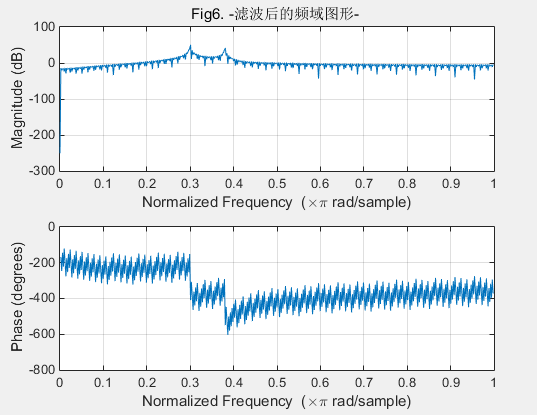 Fig6. -滤波后的频域图形-
Magnitude (dB)
100
0
-100
-200
-300
0 0.1 0.2 0.3 0.4 0.5 0.6 0.7 0.8 0.9 1
Normalized Frequency (×π rad/sample)
Phase (degrees)
0
-200
-400
-600
-800
0 0.1 0.2 0.3 0.4 0.5 0.6 0.7 0.8 0.9 1
Normalized Frequency (×π rad/sample)